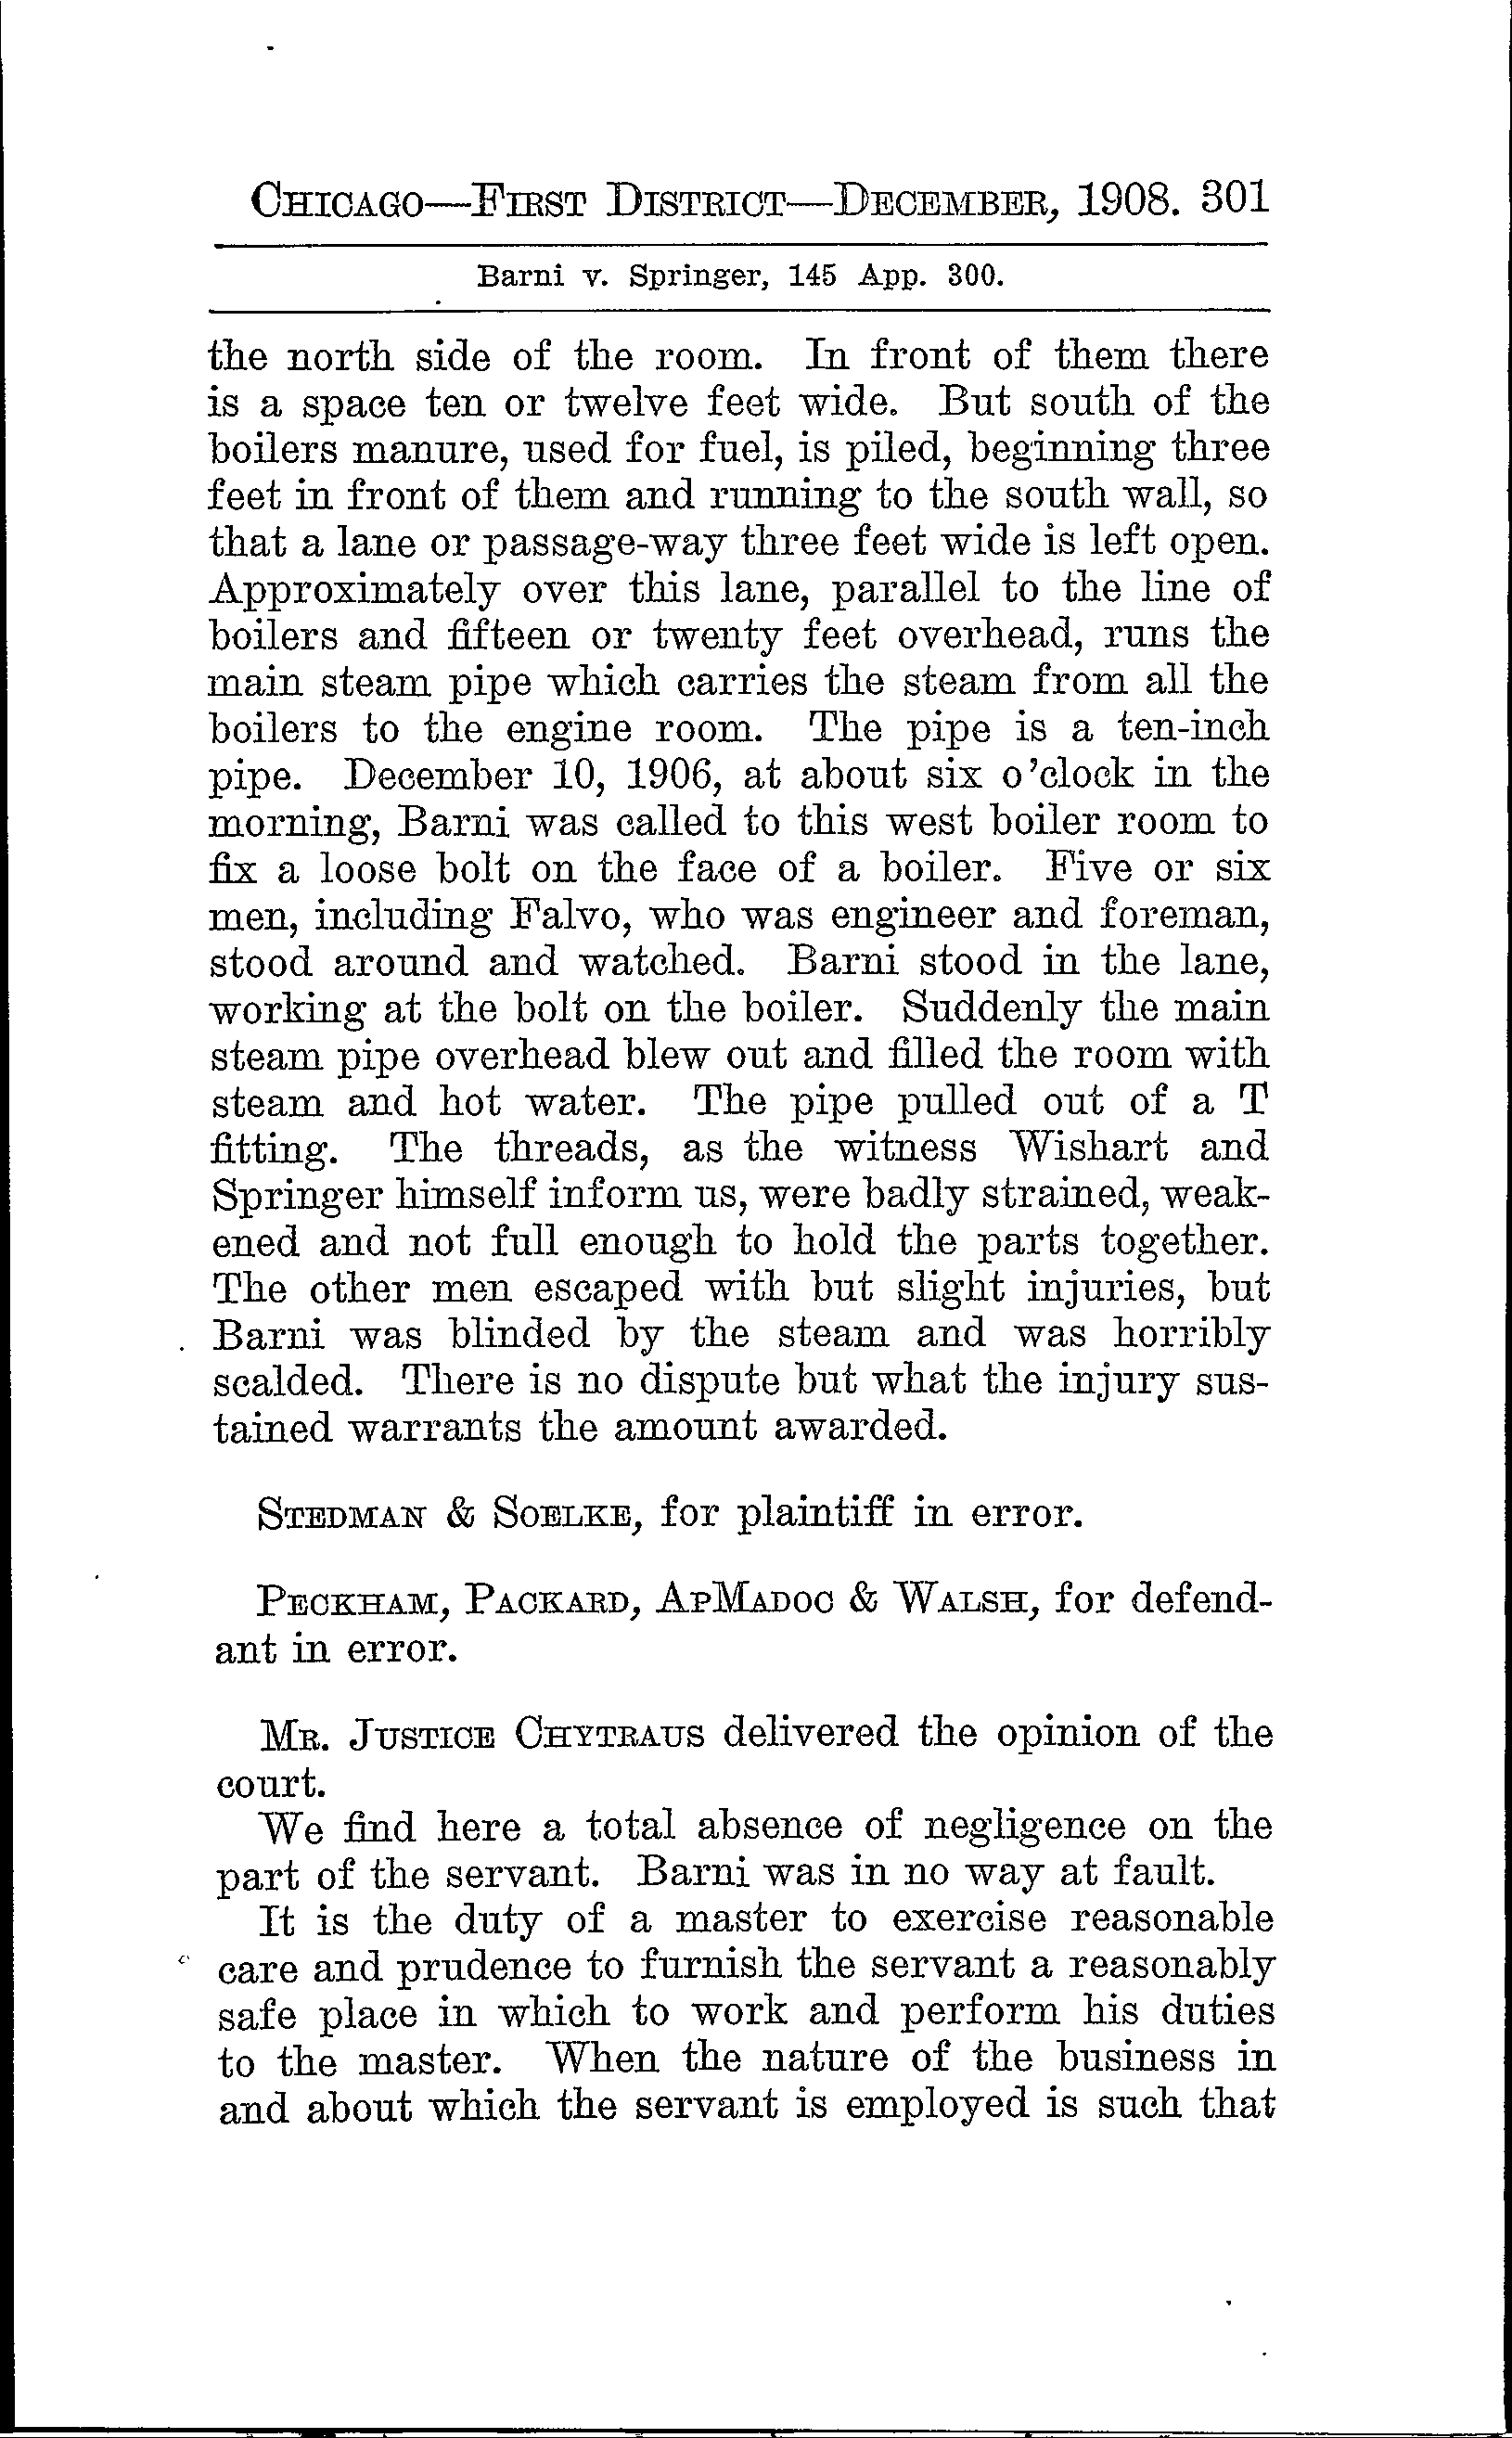 CHICAGO—FIRST DISTRICT—DECEMBER, 1908. 301
Barni v. Springer, 145 App. 300.
the north side of the room. In front of them there
is a space ten or twelve feet wide. But south of the
boilers manure, used for fuel, is piled, beginning three
feet in front of them and running to the south wall, so
that a lane or passage-way three feet wide is left open.
Approximately over this lane, parallel to the line of
boilers and fifteen or twenty feet overhead, runs the
main steam pipe which carries the steam from all the
boilers to the engine room. The pipe is a ten-inch
pipe. December 10, 1906, at about six o'clock in the
morning, Barni was called to this west boiler room to
fix a loose bolt on the face of a boiler. Five or six
men, including Falvo, who was engineer and foreman,
stood around and watched. Barni stood in the lane,
working at the bolt on the boiler. Suddenly the main
steam pipe overhead blew out and filled the room with
steam and hot water. The pipe pulled out of a T
fitting. The threads, as the witness Wishart and
Springer himself inform us, were badly strained, weak-
ened and not full enough to hold the parts together.
The other men escaped with but slight injuries, but
Barni was blinded by the steam and was horribly
scalded. There is no dispute but what the injury sus-
tained warrants the amount awarded.
STEDMAN & SOELKE, for plaintiff in error.
PECKHAM, PACKARD, APMADOC & WALSH, for defend-
ant in error.
MR. JUSTICE CHYTRAUS delivered the opinion of the
court.
We find here a total absence of negligence on the
part of the servant. Barni was in no way at fault.
It is the duty of a master to exercise reasonable
care and prudence to furnish the servant a reasonably
safe place in which to work and perform his duties
to the master. When the nature of the business in
and about which the servant is employed is such that